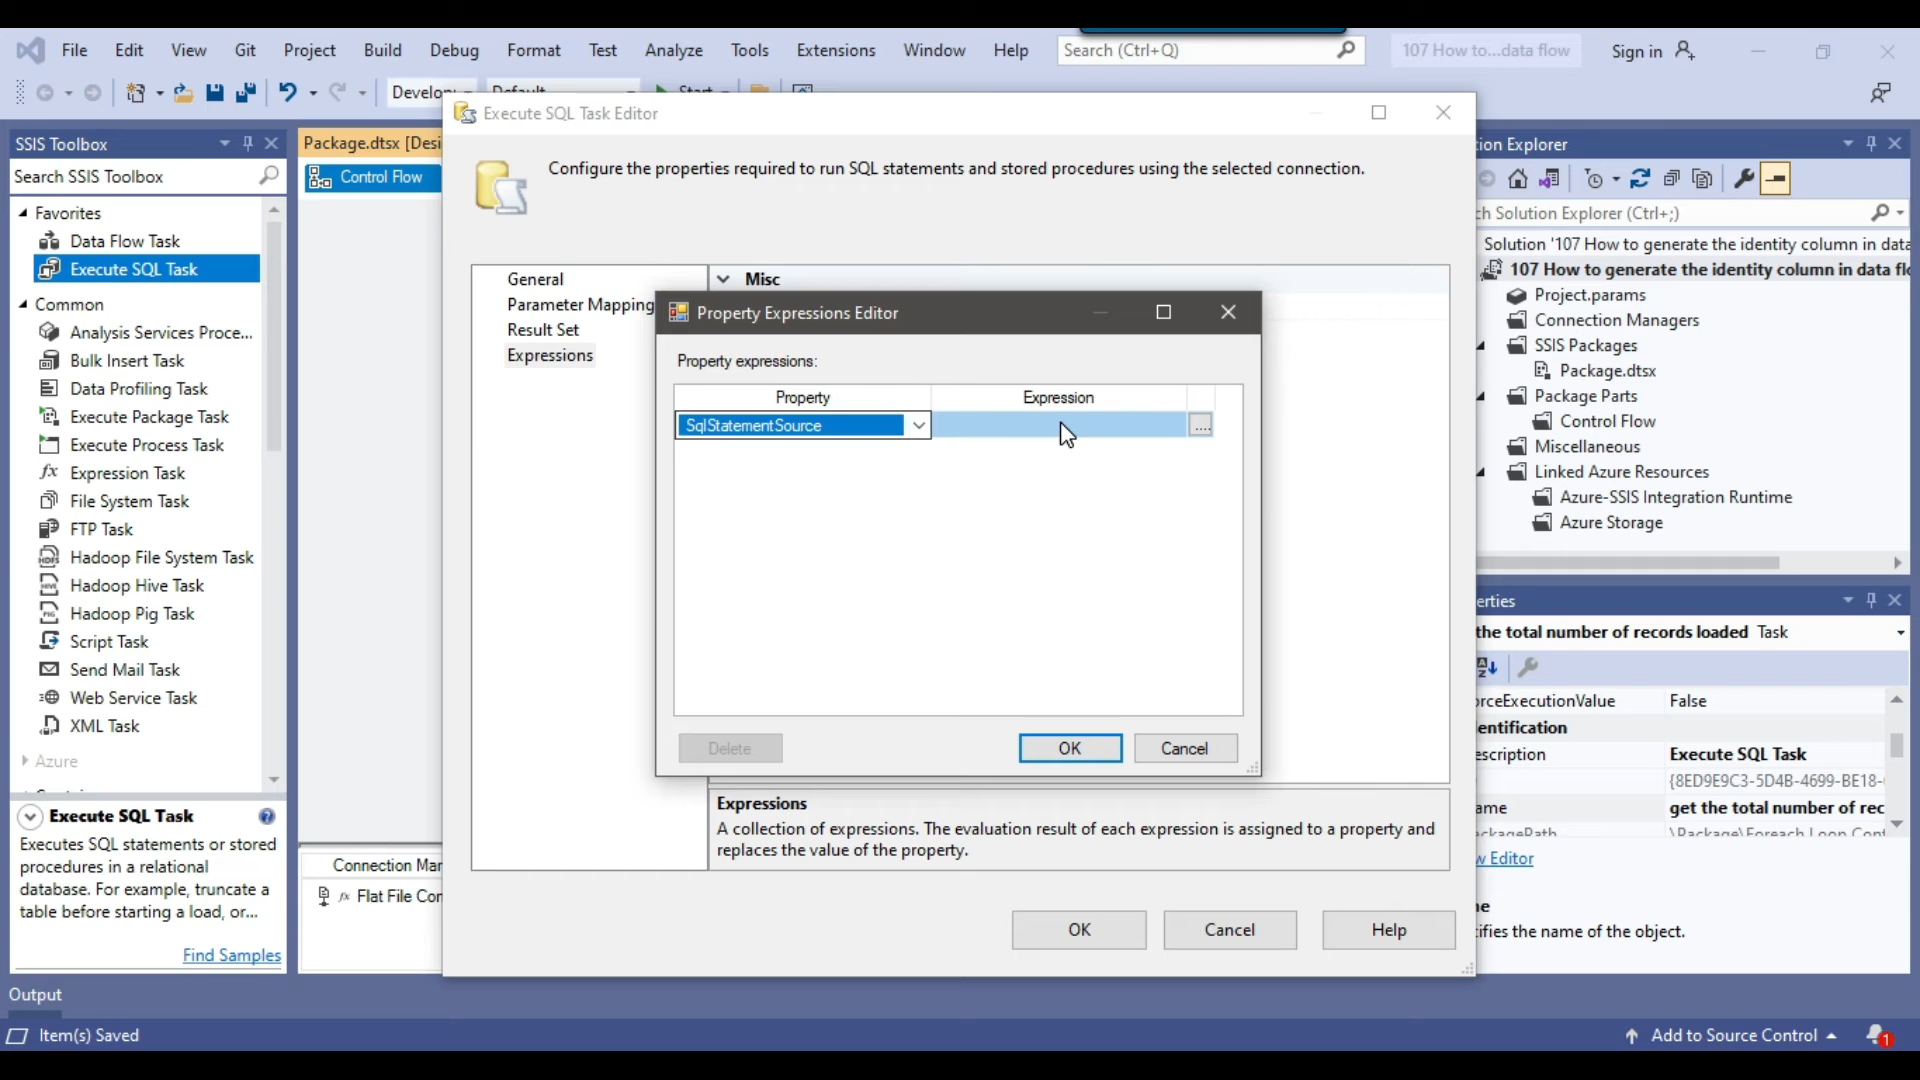 File Edit View Git Project Build Debug Format Test Analyze Tools Extensions Window Help Search (Ctrl+Q) 107 How to...data flow Sign in
Develop Default Start
SSIS Toolbox
Search SSIS Toolbox
Favorites
Data Flow Task
Execute SQL Task
Common
Analysis Services Proce...
Bulk Insert Task
Data Profiling Task
Execute Package Task
Execute Process Task
Expression Task
File System Task
FTP Task
Hadoop File System Task
Hadoop Hive Task
Hadoop Pig Task
Script Task
Send Mail Task
Web Service Task
XML Task
Azure
Execute SQL Task
Executes SQL statements or stored
procedures in a relational
database. For example, truncate a
table before starting a load, or...
Find Samples
Package.dtsx [Desi
Control Flow
Connection Mar
Flat File Con
Execute SQL Task Editor
Configure the properties required to run SQL statements and stored procedures using the selected connection.
General
Parameter Mapping
Result Set
Expressions
Misc
Property Expressions Editor
Property expressions:
Property Expression
SqlStatementSource ....
Delete OK Cancel
Expressions
A collection of expressions. The evaluation result of each expression is assigned to a property and
replaces the value of the property.
OK Cancel Help
ion Explorer
ch Solution Explorer (Ctrl+;)
Solution '107 How to generate the identity column in data
107 How to generate the identity column in data fl
Project.params
Connection Managers
SSIS Packages
Package.dtsx
Package Parts
Control Flow
Miscellaneous
Linked Azure Resources
Azure-SSIS Integration Runtime
Azure Storage
erties
the total number of records loaded Task
orceExecutionValue False
entification
escription Execute SQL Task
{8ED9E9C3-5D4B-4699-BE18-
ame get the total number of rec
ackagePath \Package\Foreach Loop Cont
w Editor
ne
ifies the name of the object.
Output
Item(s) Saved
Add to Source Control 1